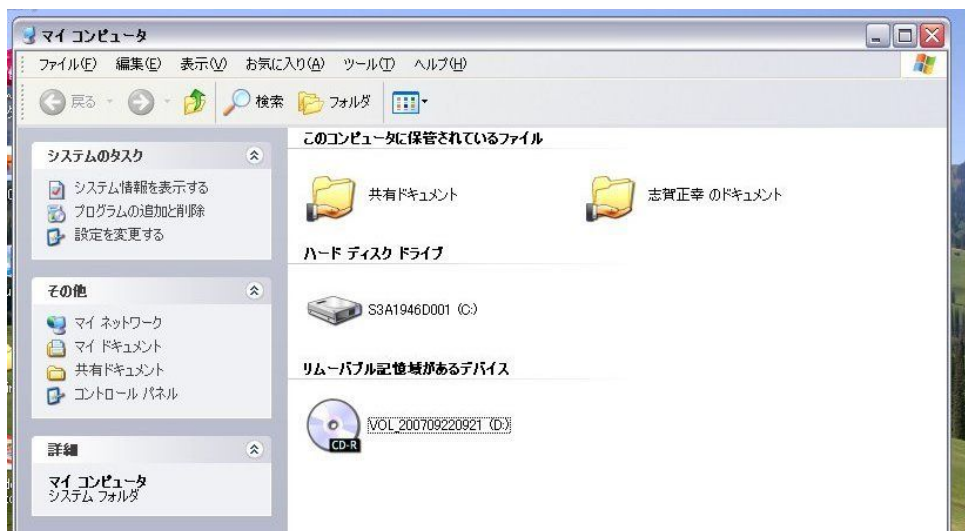 マイ コンピュータ
ファイル(F) 編集(E) 表示(V) お気に入り(A) ツール(T) ヘルプ(H)
戻る 検索 フォルダ
システムのタスク
システム情報を表示する
プログラムの追加と削除
設定を変更する
その他
マイ ネットワーク
マイ ドキュメント
共有ドキュメント
コントロール パネル
詳細
マイ コンピュータ
システム フォルダ
このコンピュータに保管されているファイル
共有ドキュメント
志賀正幸 のドキュメント
ハード ディスク ドライブ
S3A1946D001 (C:)
リムーバブル記憶域があるデバイス
VOL_200709220921 (D:)
CD-R